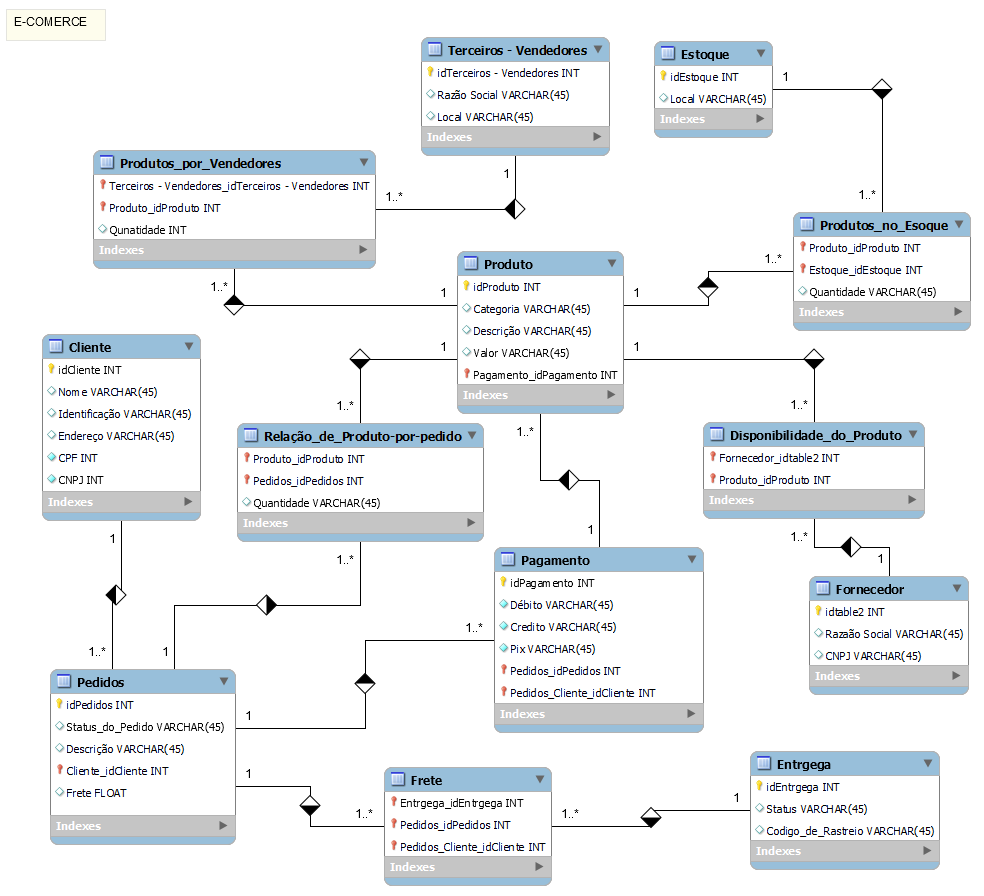 E-COMERCE
Terceiros - Vendedores
idTerceiros - Vendedores INT
Razão Social VARCHAR(45)
Local VARCHAR(45)
Indexes
Estoque
idEstoque INT
Local VARCHAR(45)
Indexes
1
1..*
1
1..*
Produtos_por_Vendedores
Terceiros - Vendedores_idTerceiros - Vendedores INT
Produto_idProduto INT
Qunatidade INT
Indexes
Produtos_no_Esoque
Produto_idProduto INT
Estoque_idEstoque INT
Quantidade VARCHAR(45)
Indexes
1..*
1
1
1..*
Produto
idProduto INT
Categoria VARCHAR(45)
Descrição VARCHAR(45)
Valor VARCHAR(45)
Pagamento_idPagamento INT
Indexes
1
1..*
1
1..*
1..*
1
Cliente
idCliente INT
Nome VARCHAR(45)
Identificação VARCHAR(45)
Endereço VARCHAR(45)
CPF INT
CNPJ INT
Indexes
Relação_de_Produto-por-pedido
Produto_idProduto INT
Pedidos_idPedidos INT
Quantidade VARCHAR(45)
Indexes
Disponibilidade_do_Produto
Fornecedor_idtable2 INT
Produto_idProduto INT
Indexes
1
1..*
1..*
1
1..*
1
Pagamento
idPagamento INT
Débito VARCHAR(45)
Credito VARCHAR(45)
Pix VARCHAR(45)
Pedidos_idPedidos INT
Pedidos_Cliente_idCliente INT
Indexes
Fornecedor
idtable2 INT
Razaão Social VARCHAR(45)
CNPJ VARCHAR(45)
Indexes
1..*
1
Pedidos
idPedidos INT
Status_do_Pedido VARCHAR(45)
Descrição VARCHAR(45)
Cliente_idCliente INT
Frete FLOAT
Indexes
1
1..*
Frete
Entrgega_idEntrgega INT
Pedidos_idPedidos INT
Pedidos_Cliente_idCliente INT
Indexes
1..*
1
Entrgega
idEntrgega INT
Status VARCHAR(45)
Codigo_de_Rastreio VARCHAR(45)
Indexes